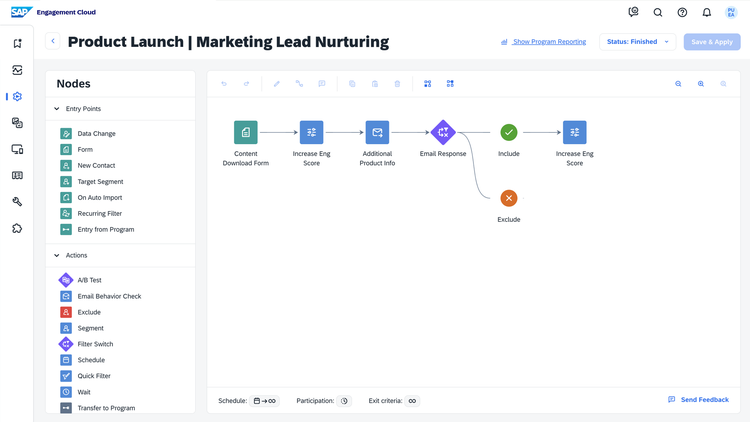 SAP Engagement Cloud
PU
EA
Product Launch | Marketing Lead Nurturing
Show Program Reporting
Status: Finished
Save & Apply
Nodes
Entry Points
Data Change
Form
New Contact
Target Segment
On Auto Import
Recurring Filter
Entry from Program
Actions
A/B Test
Email Behavior Check
Exclude
Segment
Filter Switch
Schedule
Quick Filter
Wait
Transfer to Program
Content
Download Form
Increase Eng
Score
Additional
Product Info
Email Response
Include
Increase Eng
Score
Exclude
Schedule:
Participation:
Exit criteria:
Send Feedback